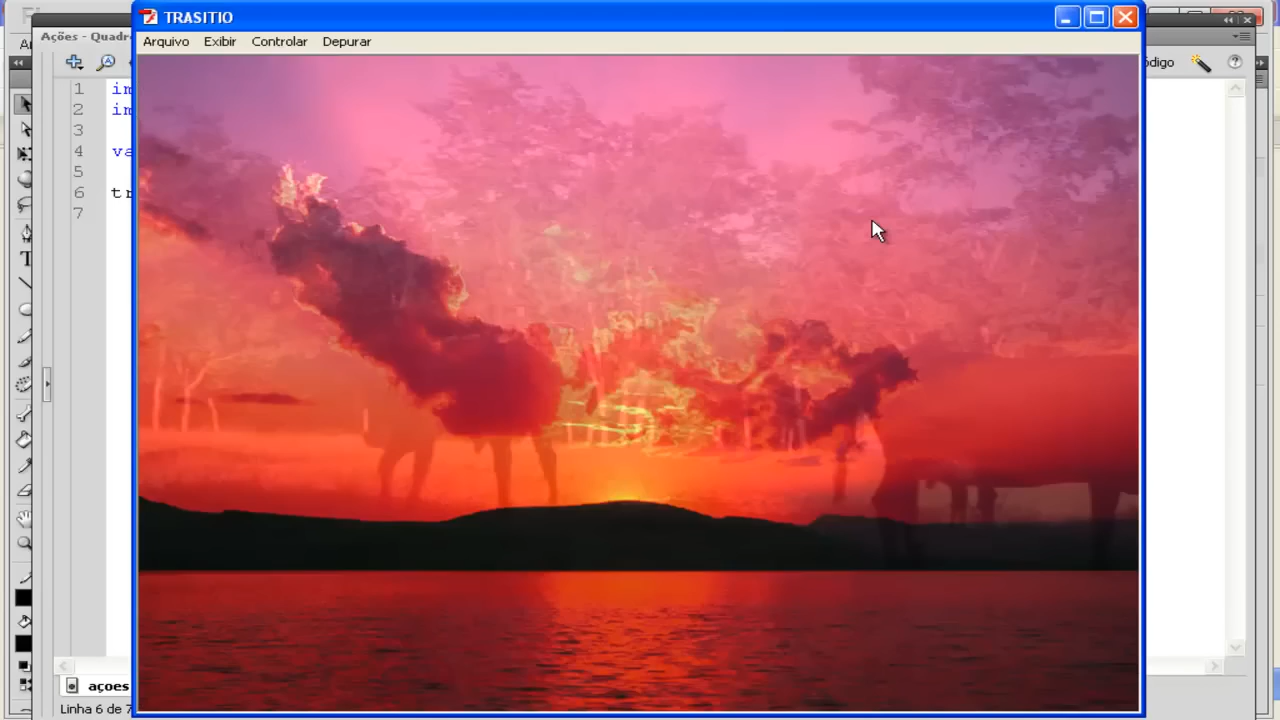 TRASITIO
Arquivo Exibir Controlar Depurar
Ações - Quadr
ódigo
1 im
2 im
3
4 va
5
6 tr
7
T
açoes
Linha 6 de 7